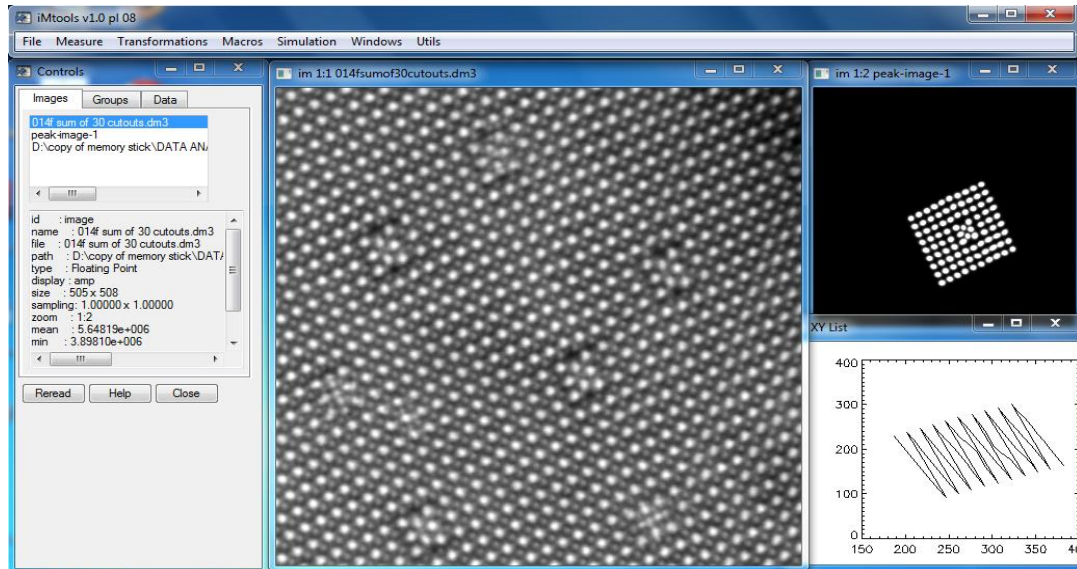 iMtools v1.0 pl 08
File Measure Transformations Macros Simulation Windows Utils
Controls
Images Groups Data
014f sum of 30 cutouts.dm3
peak-image-1
D:\copy of memory stick\DATA ANA
id : image
name : 014f sum of 30 cutouts.dm3
file : 014f sum of 30 cutouts.dm3
path : D:\copy of memory stick\DATA
type : Floating Point
display : amp
size : 505 x 508
sampling: 1.00000 x 1.00000
zoom : 1:2
mean : 5.64819e+006
min : 3.89810e+006
Reread Help Close
im 1:1 014fsumof30cutouts.dm3
im 1:2 peak-image-1
XY List
400
300
200
100
0
150 200 250 300 350 40